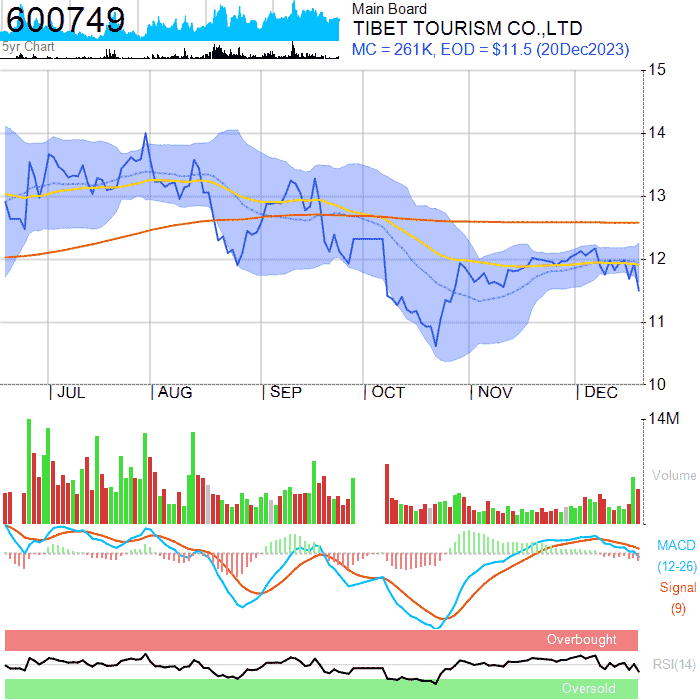 600749
5yr Chart
Main Board
TIBET TOURISM CO.,LTD
MC = 261K, EOD = $11.5 (20Dec2023)
15
14
13
12
11
10
JUL
AUG
SEP
OCT
NOV
DEC
14M
Volume
MACD
(12-26)
Signal
(9)
Overbought
RSI(14)
Oversold